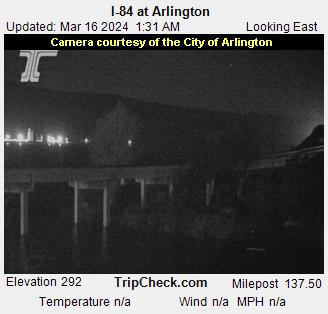 I-84 at Arlington
Updated: Mar 16 2024 1:31 AM Looking East
Camera courtesy of the City of Arlington
Elevation 292 TripCheck.com Milepost 137.50
Temperature n/a Wind n/a MPH n/a